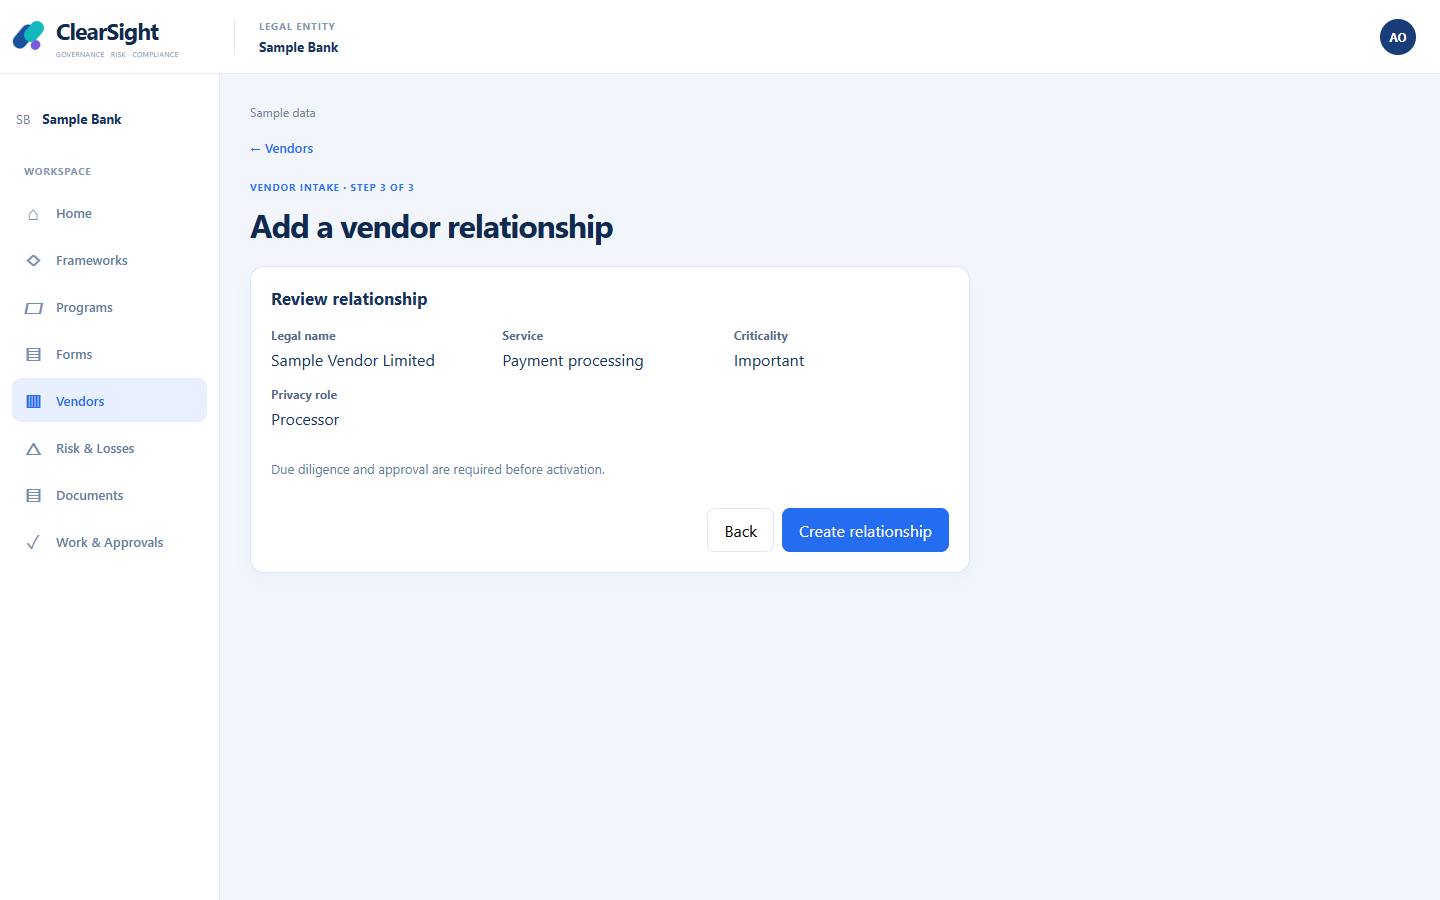 ClearSight
GOVERNANCE · RISK · COMPLIANCE
LEGAL ENTITY
Sample Bank
AO
SB Sample Bank
WORKSPACE
Home
Frameworks
Programs
Forms
Vendors
Risk & Losses
Documents
Work & Approvals
Sample data
← Vendors
VENDOR INTAKE · STEP 3 OF 3
Add a vendor relationship
Review relationship
Legal name
Sample Vendor Limited
Service
Payment processing
Criticality
Important
Privacy role
Processor
Due diligence and approval are required before activation.
Back
Create relationship